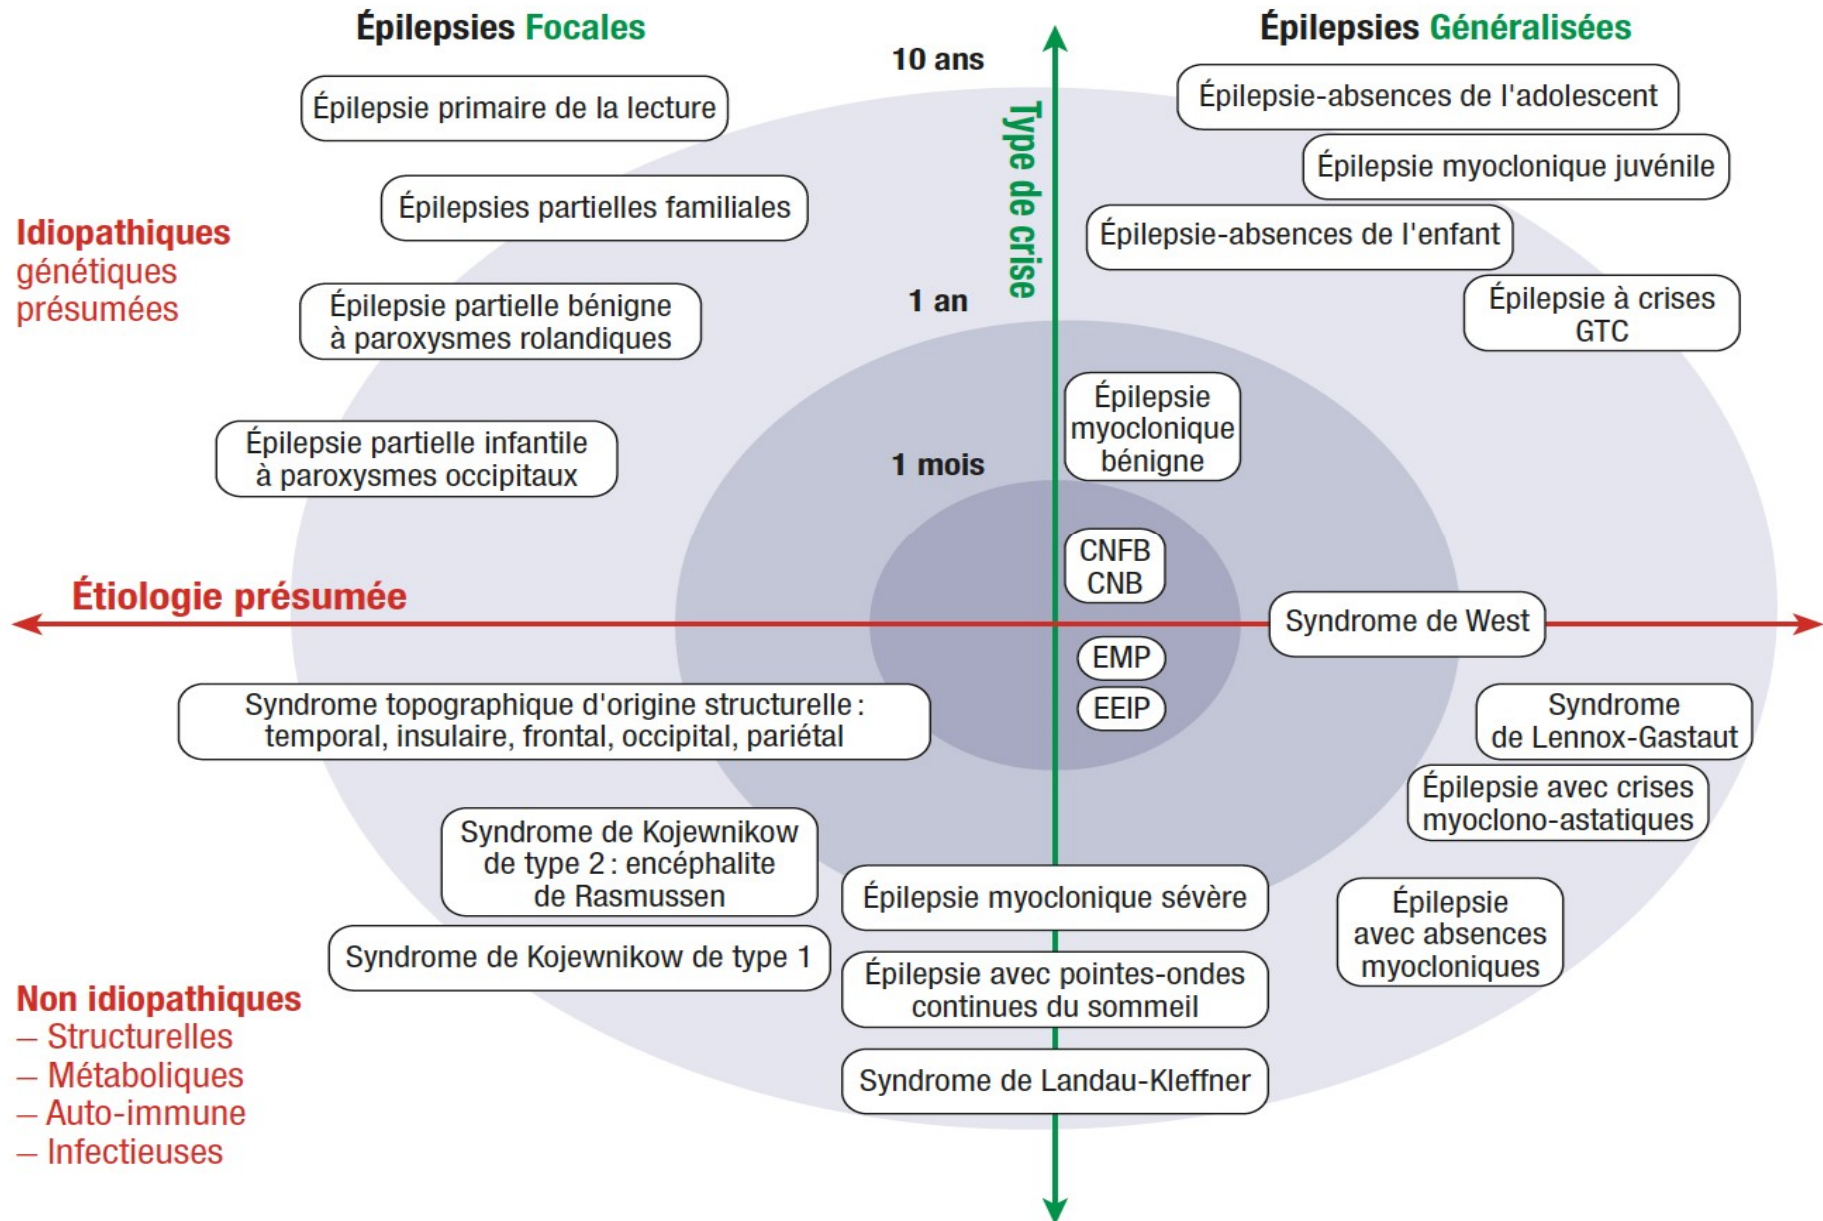 Épilepsies Focales
Épilepsies Généralisées
10 ans
Type de crise
Épilepsie primaire de la lecture
Épilepsie-absences de l'adolescent
Épilepsie myoclonique juvénile
Épilepsies partielles familiales
Épilepsie-absences de l'enfant
Idiopathiques
génétiques
présumées
Épilepsie partielle bénigne
à paroxysmes rolandiques
1 an
Épilepsie à crises
GTC
Épilepsie
myoclonique
bénigne
Épilepsie partielle infantile
à paroxysmes occipitaux
1 mois
CNFB
CNB
Étiologie présumée
Syndrome de West
EMP
EEIP
Syndrome topographique d'origine structurelle :
temporal, insulaire, frontal, occipital, pariétal
Syndrome
de Lennox-Gastaut
Épilepsie avec crises
myoclono-astatiques
Syndrome de Kojewnikow
de type 2 : encéphalite
de Rasmussen
Épilepsie myoclonique sévère
Épilepsie
avec absences
myocloniques
Syndrome de Kojewnikow de type 1
Épilepsie avec pointes-ondes
continues du sommeil
Non idiopathiques
– Structurelles
– Métaboliques
– Auto-immune
– Infectieuses
Syndrome de Landau-Kleffner